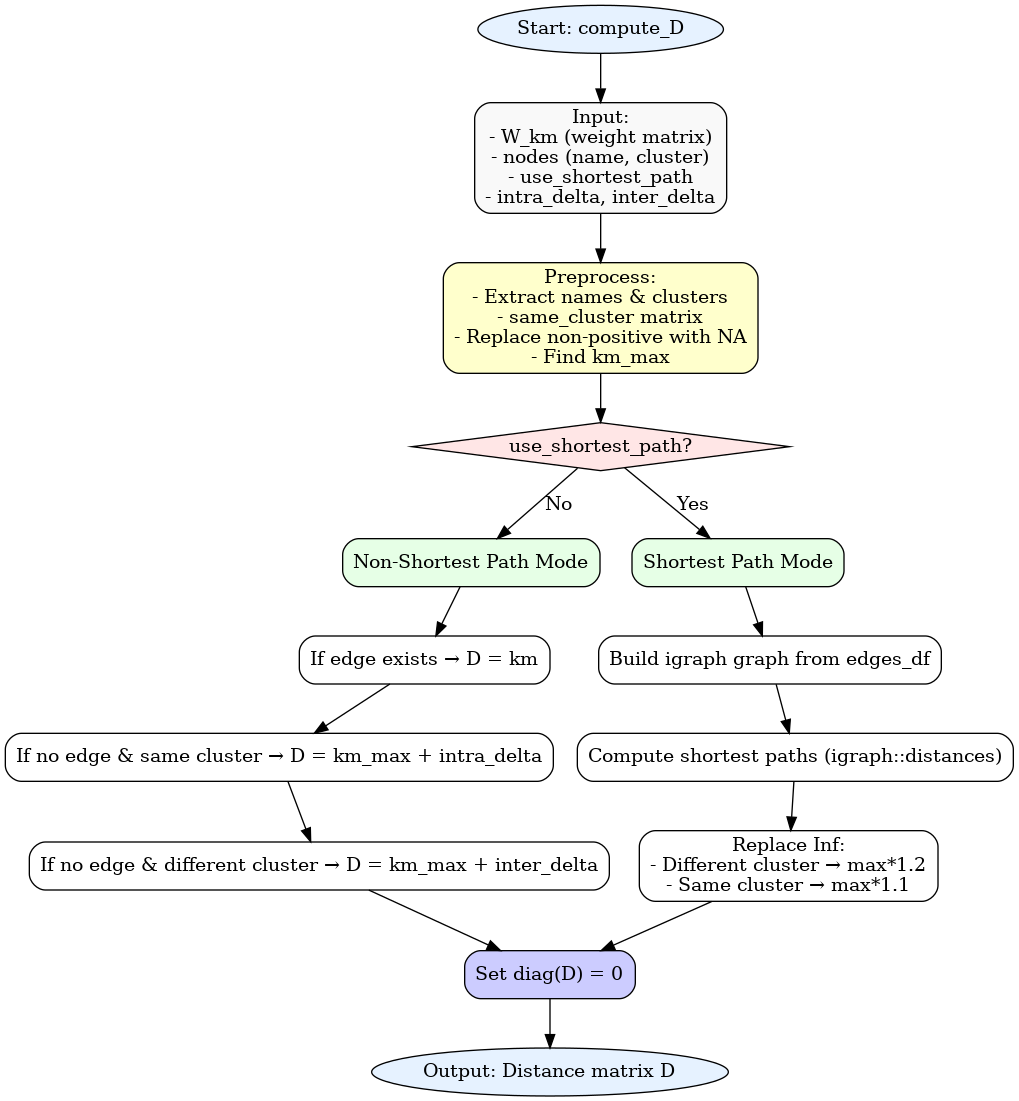 Start: compute_D
Input:
- W_km (weight matrix)
- nodes (name, cluster)
- use_shortest_path
- intra_delta, inter_delta
Preprocess:
- Extract names & clusters
- same_cluster matrix
- Replace non-positive with NA
- Find km_max
use_shortest_path?
No
Yes
Non-Shortest Path Mode
Shortest Path Mode
If edge exists → D = km
Build igraph graph from edges_df
If no edge & same cluster → D = km_max + intra_delta
Compute shortest paths (igraph::distances)
If no edge & different cluster → D = km_max + inter_delta
Replace Inf:
- Different cluster → max*1.2
- Same cluster → max*1.1
Set diag(D) = 0
Output: Distance matrix D